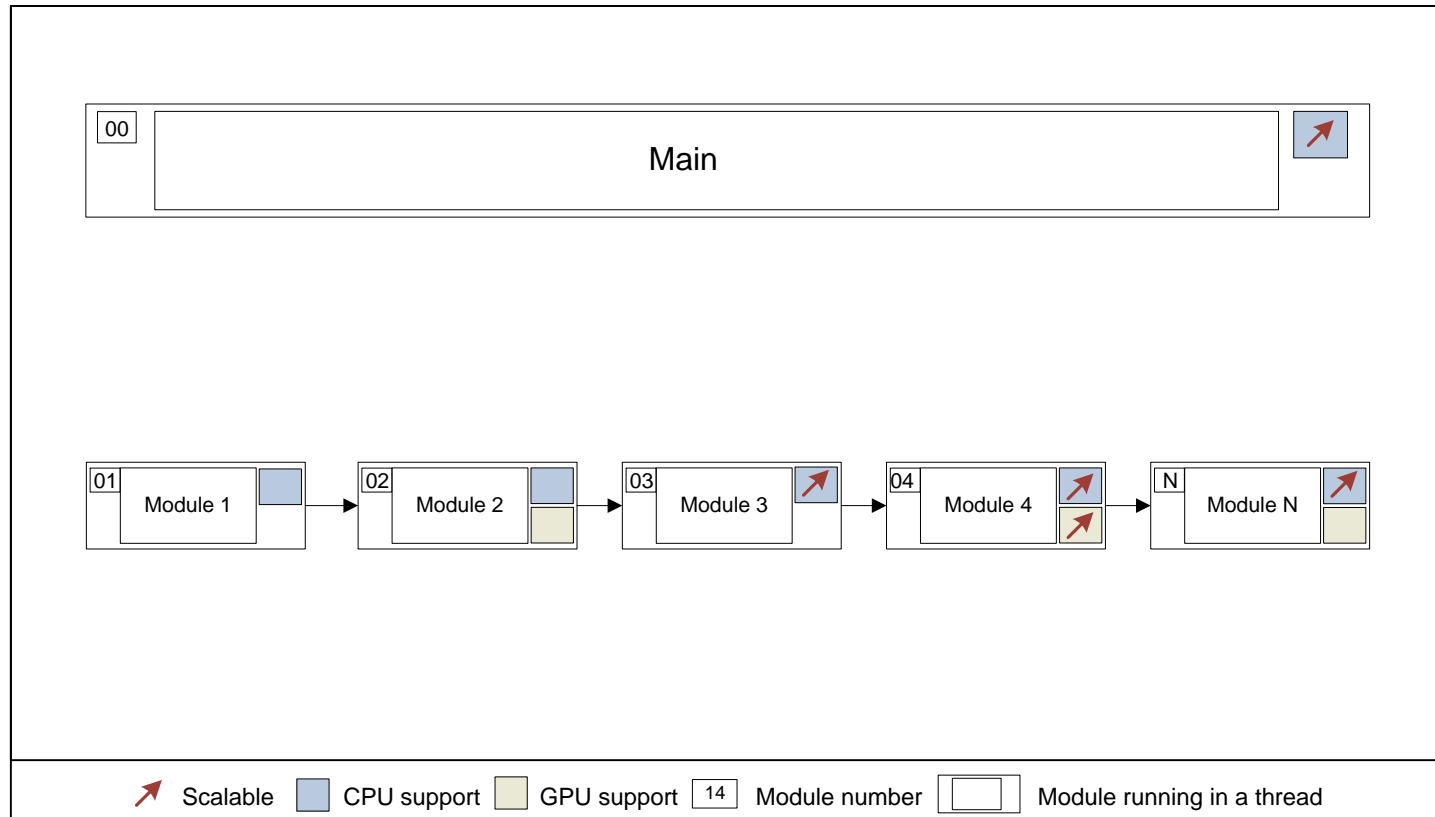 00
Main
01
Module 1
02
Module 2
03
Module 3
04
Module 4
N
Module N
Scalable
CPU support
GPU support
14
Module number
Module running in a thread